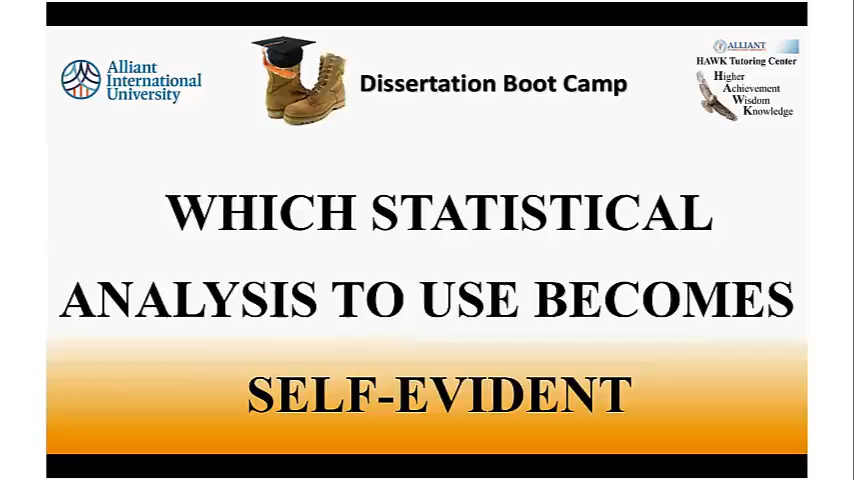 Alliant
International
University
Dissertation Boot Camp
ALLIANT
HAWK Tutoring Center
Higher
Achievement
Wisdom
Knowledge
WHICH STATISTICAL
ANALYSIS TO USE BECOMES
SELF-EVIDENT